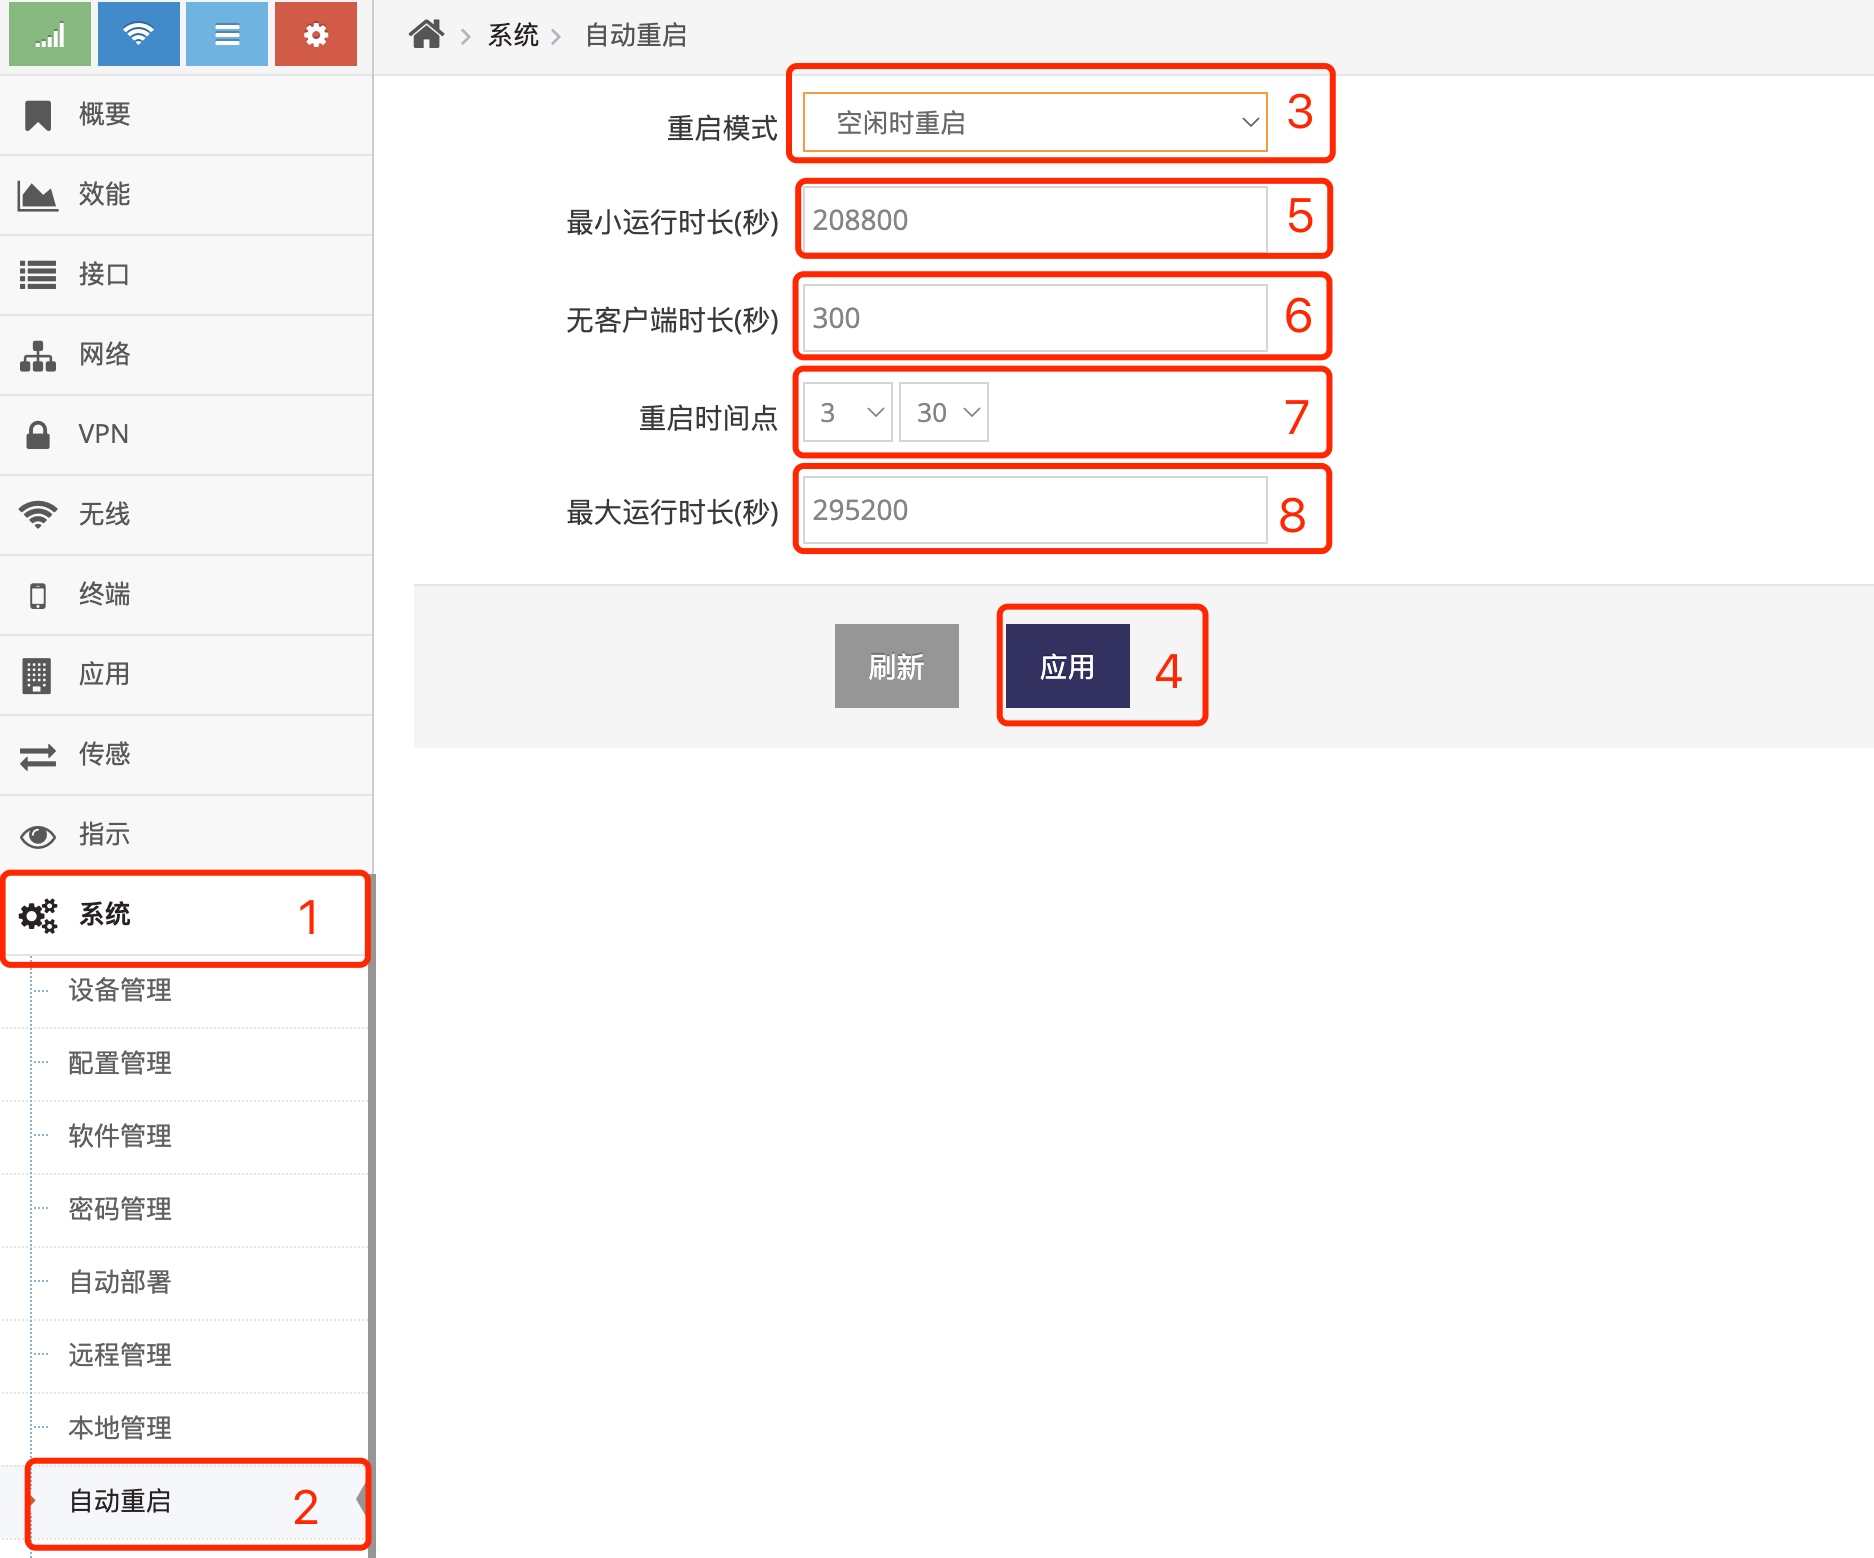 系统 自动重启
概要
效能
接口
网络
VPN
无线
终端
应用
传感
指示
系统 1
设备管理
配置管理
软件管理
密码管理
自动部署
远程管理
本地管理
自动重启 2
重启模式 空闲时重启 3
最小运行时长(秒) 208800 5
无客户端时长(秒) 300 6
重启时间点 3 30 7
最大运行时长(秒) 295200 8
刷新 应用 4